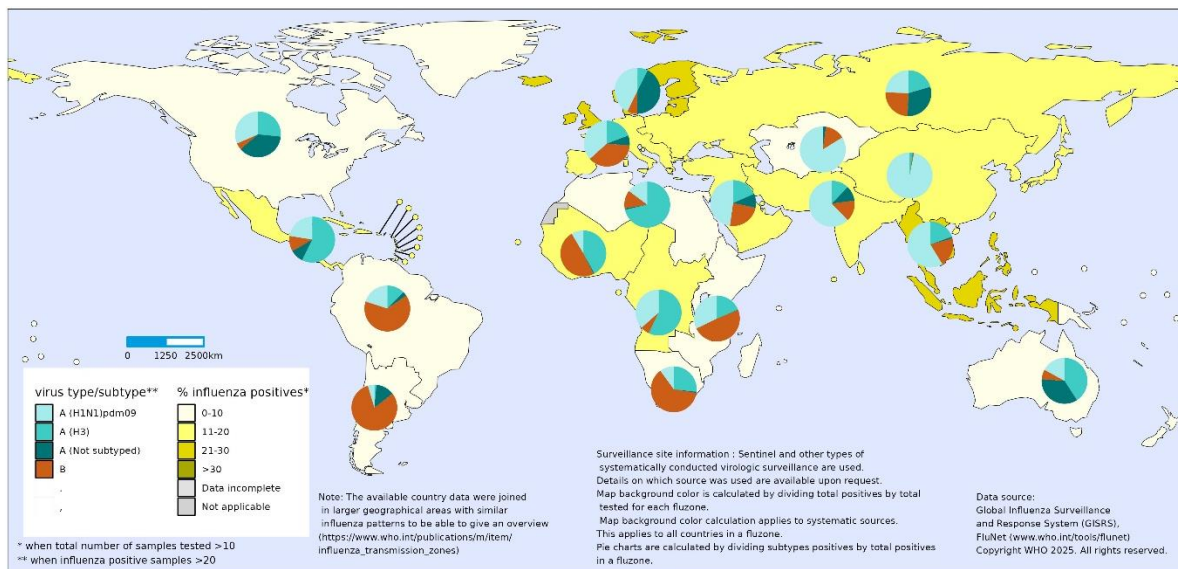 0 1250 2500km
virus type/subtype**
A (H1N1)pdm09
A (H3)
A (Not subtyped)
B
.
,
% influenza positives*
0-10
11-20
21-30
>30
Data incomplete
Not applicable
* when total number of samples tested >10
** when influenza positive samples >20
Note: The available country data were joined
in larger geographical areas with similar
influenza patterns to be able to give an overview
(https://www.who.int/publications/m/item/
influenza_transmission_zones)
Surveillance site information : Sentinel and other types of
systematically conducted virologic surveillance are used.
Details on which source was used are available upon request.
Map background color is calculated by dividing total positives by total
tested for each fluzone.
Map background color calculation applies to systematic sources.
This applies to all countries in a fluzone.
Pie charts are calculated by dividing subtypes positives by total positives
in a fluzone.
Data source:
Global Influenza Surveillance
and Response System (GISRS),
FluNet (www.who.int/tools/flunet)
Copyright WHO 2025. All rights reserved.